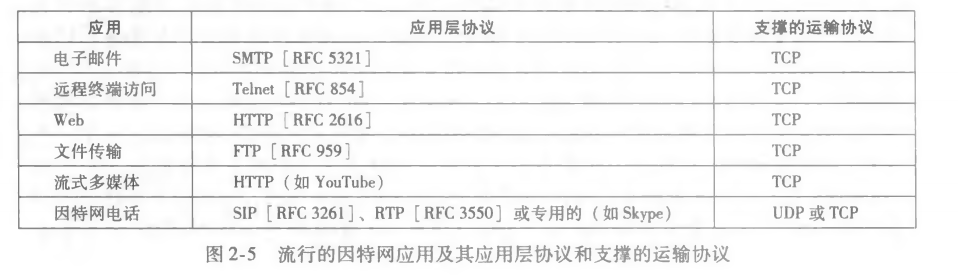 应用 应用层协议 支撑的运输协议
电子邮件 SMTP [RFC 5321] TCP
远程终端访问 Telnet [RFC 854] TCP
Web HTTP [RFC 2616] TCP
文件传输 FTP [RFC 959] TCP
流式多媒体 HTTP（如 YouTube） TCP
因特网电话 SIP [RFC 3261]、RTP [RFC 3550] 或专用的（如 Skype） UDP 或 TCP
图 2-5 流行的因特网应用及其应用层协议和支撑的运输协议